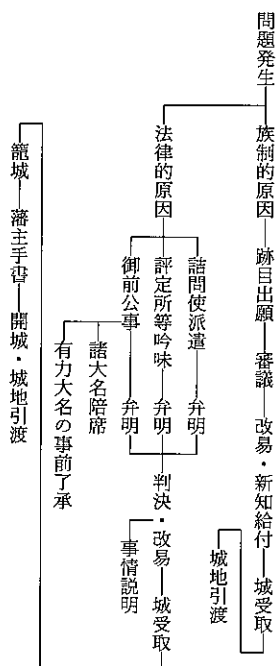 問題発生
族制的原因―跡目出願―審議―改易・新知給付―城受取
城地引渡
法律的原因
詰問使派遣―弁明
評定所等吟味―弁明―判決・改易―城受取
御前公事―弁明
事情説明
諸大名陪席
有力大名の事前了承
籠城―藩主手書―開城・城地引渡